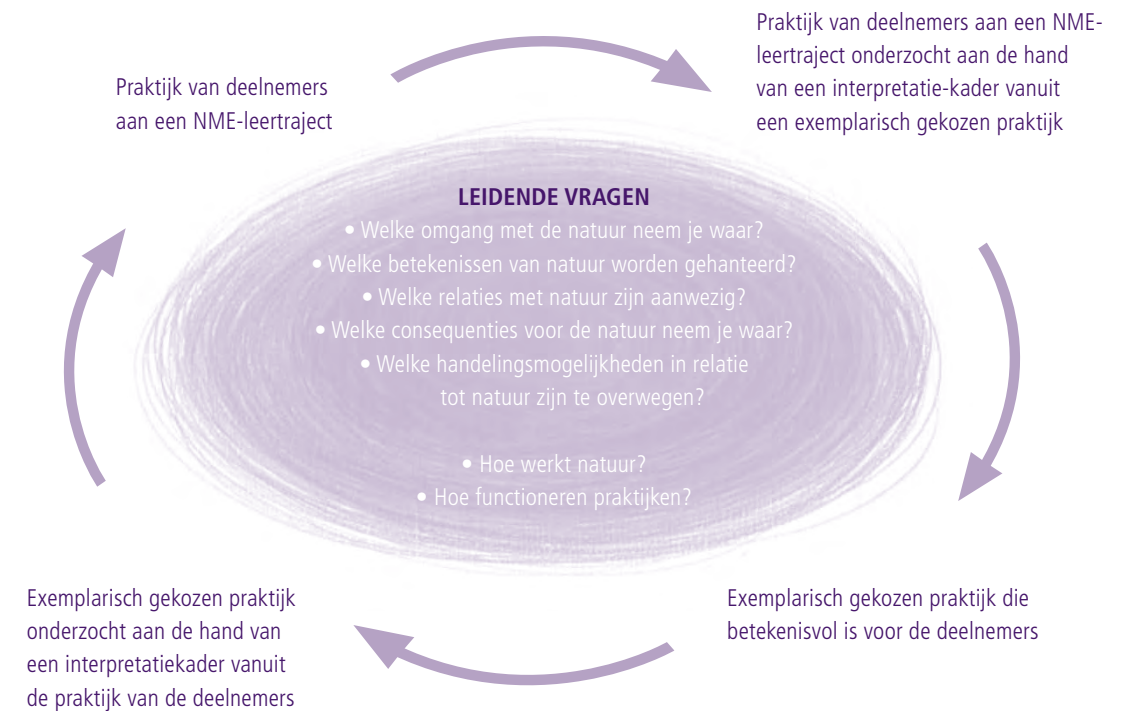 Praktijk van deelnemers
aan een NME-leertraject
Praktijk van deelnemers aan een NME-
leertraject onderzocht aan de hand
van een interpretatie-kader vanuit
een exemplarisch gekozen praktijk
LEIDENDE VRAGEN
• Welke omgang met de natuur neem je waar?
• Welke betekenissen van natuur worden gehanteerd?
• Welke relaties met natuur zijn aanwezig?
• Welke consequenties voor de natuur neem je waar?
• Welke handelingsmogelijkheden in relatie
tot natuur zijn te overwegen?
• Hoe werkt natuur?
• Hoe functioneren praktijken?
Exemplarisch gekozen praktijk
onderzocht aan de hand van
een interpretatiekader vanuit
de praktijk van de deelnemers
Exemplarisch gekozen praktijk die
betekenisvol is voor de deelnemers